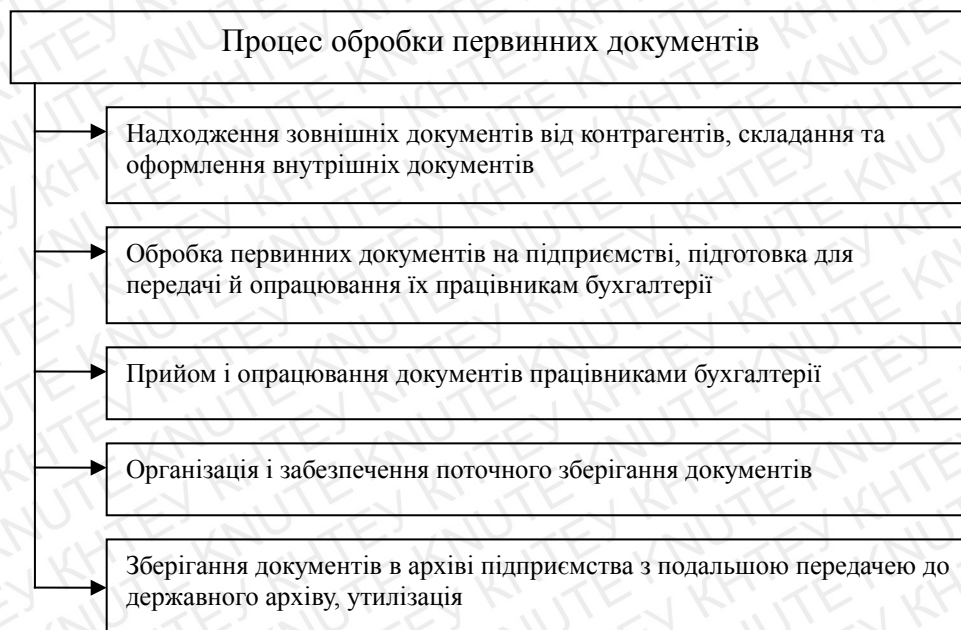 Процес обробки первинних документів
Надходження зовнішніх документів від контрагентів, складання та
оформлення внутрішніх документів
Обробка первинних документів на підприємстві, підготовка для
передачі й опрацювання їх працівникам бухгалтерії
Прийом і опрацювання документів працівниками бухгалтерії
Організація і забезпечення поточного зберігання документів
Зберігання документів в архіві підприємства з подальшою передачею до
державного архіву, утилізація